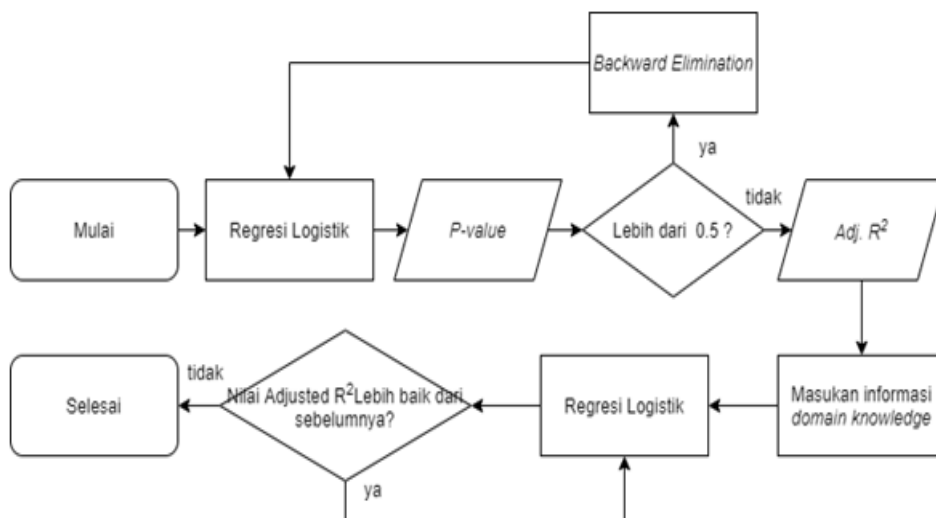 Backward Elimination
ya
Mulai
Regresi Logistik
P-value
Lebih dari 0.5 ?
tidak
Adj. R²
Selesai
tidak
Nilai Adjusted R²Lebih baik dari
sebelumnya?
ya
Regresi Logistik
Masukan informasi
domain knowledge